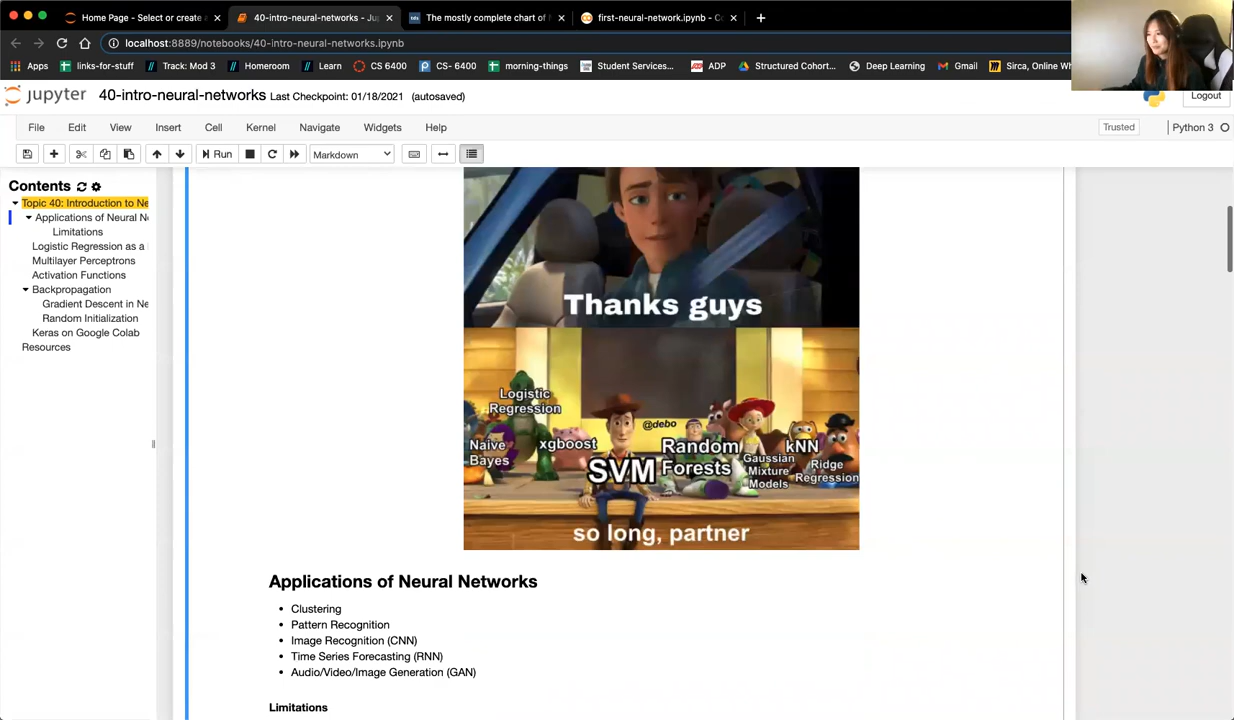 Home Page - Select or create a
40-intro-neural-networks - Ju
The mostly complete chart of
first-neural-network.ipynb - C
localhost:8889/notebooks/40-intro-neural-networks.ipynb
Apps
links-for-stuff
Track: Mod 3
Homeroom
Learn
CS 6400
CS- 6400
morning-things
Student Services...
ADP
Structured Cohort...
Deep Learning
Gmail
Sirca, Online
jupyter
40-intro-neural-networks Last Checkpoint: 01/18/2021 (autosaved)
Logout
File Edit View Insert Cell Kernel Navigate Widgets Help
Trusted
Python 3
Run
Markdown
Contents
Topic 40: Introduction to Ne
Applications of Neural N
Limitations
Logistic Regression as a
Multilayer Perceptrons
Activation Functions
Backpropagation
Gradient Descent in Ne
Random Initialization
Keras on Google Colab
Resources
Thanks guys
Logistic
Regression
@debo
Naive
Bayes
xgboost
SVM
Random
Forests
Gaussian
Mixture
Models
kNN
Ridge
Regression
so long, partner
Applications of Neural Networks
• Clustering
• Pattern Recognition
• Image Recognition (CNN)
• Time Series Forecasting (RNN)
• Audio/Video/Image Generation (GAN)
Limitations